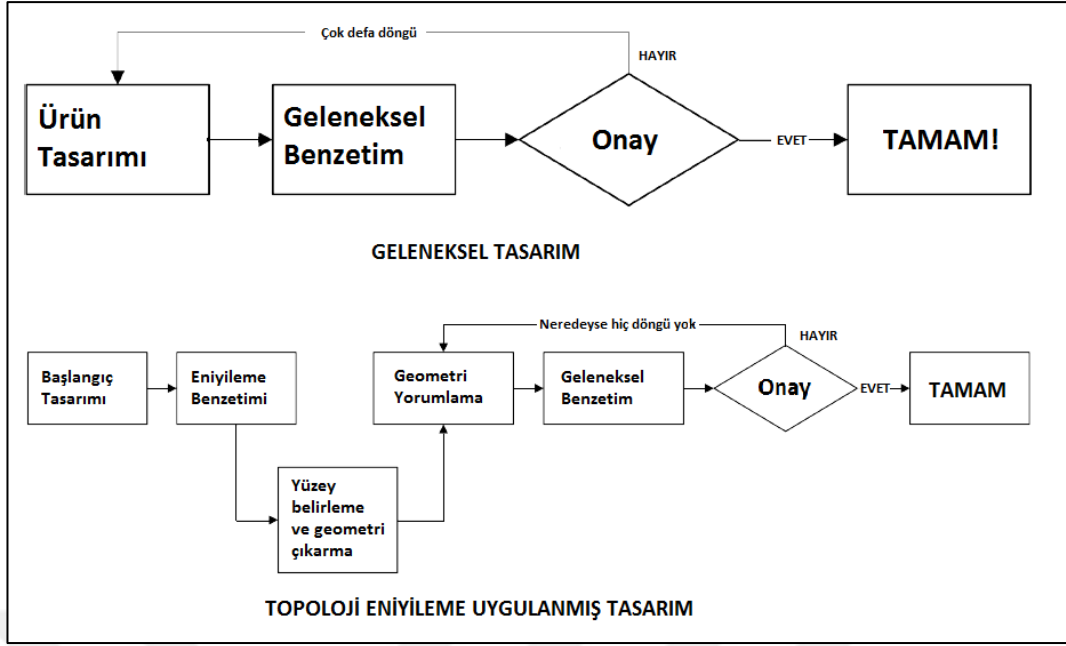 Çok defa döngü
HAYIR
Ürün
Tasarımı
Geleneksel
Benzetim
Onay
EVET
TAMAM!
GELENEKSEL TASARIM
Neredeyse hiç döngü yok
HAYIR
Başlangıç
Tasarımı
Eniyileme
Benzetimi
Geometri
Yorumlama
Geleneksel
Benzetim
Onay
EVET
TAMAM
Yüzey
belirleme
ve geometri
çıkarma
TOPOLOJİ ENİYİLEME UYGULANMIŞ TASARIM